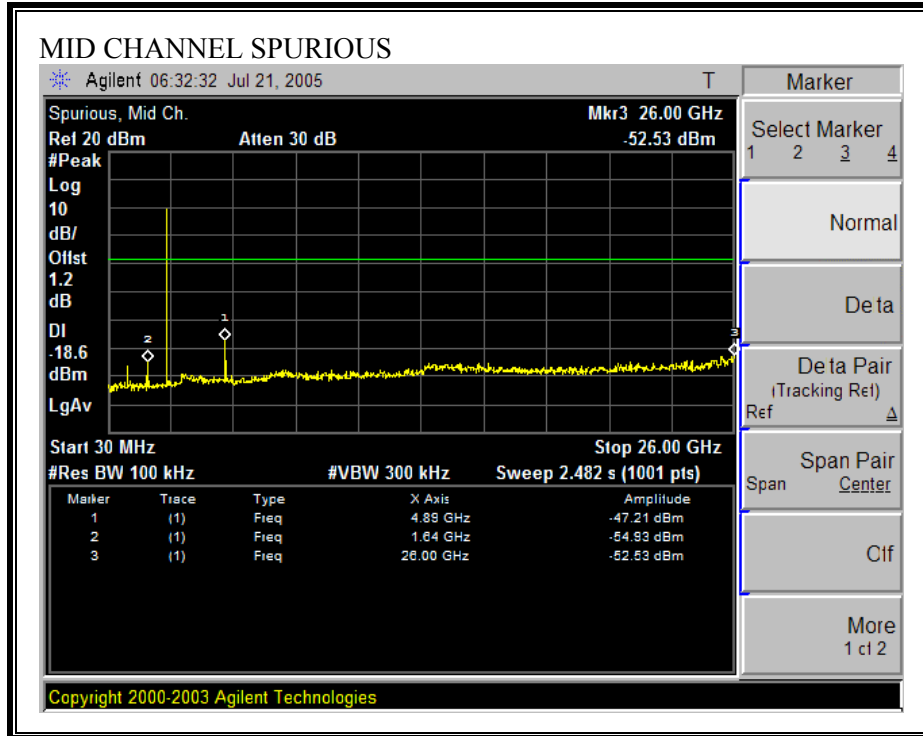 MID CHANNEL SPURIOUS
Agilent 06:32:32 Jul 21, 2005 T
Spurious, Mid Ch. Mkr3 26.00 GHz
Ref 20 dBm Atten 30 dB -52.53 dBm
#Peak
Log
10
dB/
Offst
1.2
dB
DI
-18.6
dBm
LgAv
1
2
3
Start 30 MHz Stop 26.00 GHz
#Res BW 100 kHz #VBW 300 kHz Sweep 2.482 s (1001 pts)
Marker Trace Type X Axis Amplitude
1 (1) Freq 4.89 GHz -47.21 dBm
2 (1) Freq 1.64 GHz -54.93 dBm
3 (1) Freq 26.00 GHz -52.53 dBm
Copyright 2000-2003 Agilent Technologies
Marker
Select Marker
1 2 3 4
Normal
Delta
Delta Pair
(Tracking Ref)
Ref Δ
Span Pair
Span Center
Off
More
1 of 2